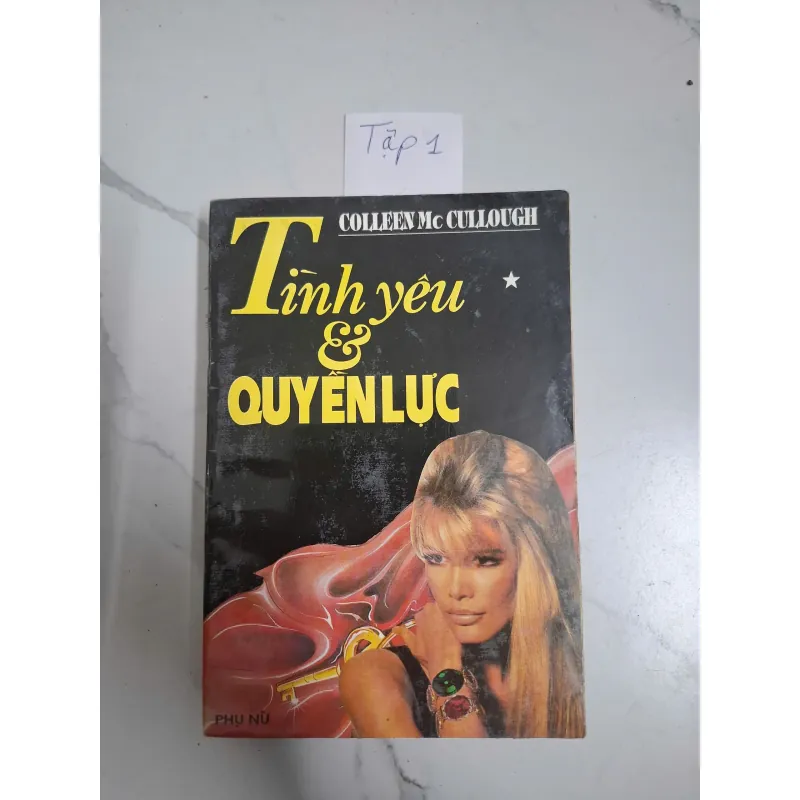 Tập 1
COLLEEN Mc CULLOUGH
Tình yêu
&
QUYỀN LỰC
PHỤ NỮ